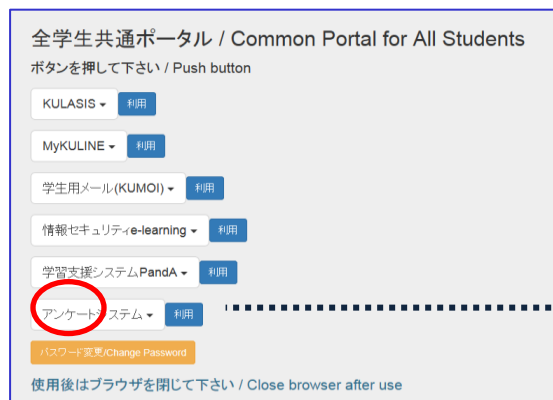 全学生共通ポータル / Common Portal for All Students
ボタンを押して下さい / Push button
KULASIS 利用
MyKULINE 利用
学生用メール(KUMOI) 利用
情報セキュリティe-learning 利用
学習支援システムPandA 利用
アンケートシステム 利用
パスワード変更/Change Password
使用後はブラウザを閉じて下さい / Close browser after use